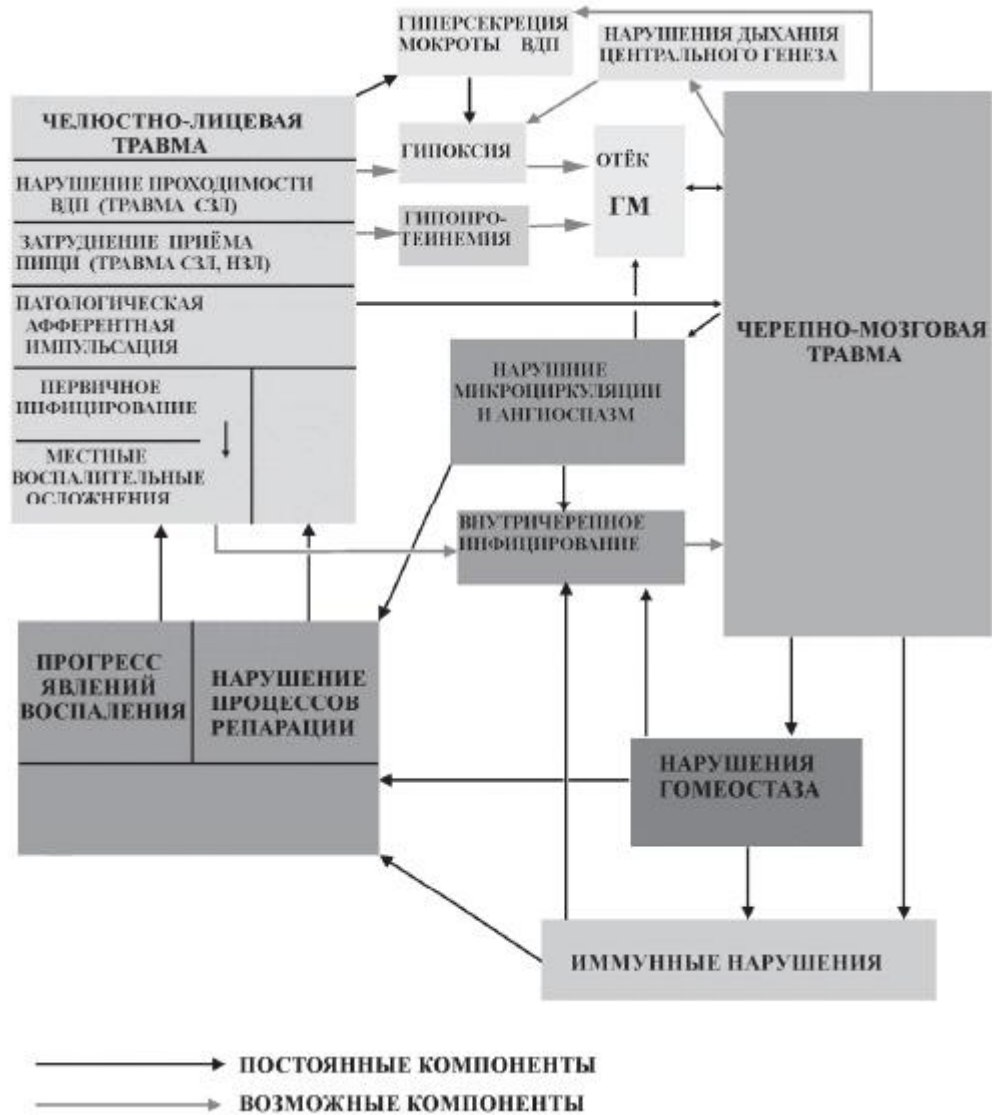 ГИПЕРСЕКРЕЦИЯ
МОКРОТЫ ВДП
НАРУШЕНИЯ ДЫХАНИЯ
ЦЕНТРАЛЬНОГО ГЕНЕЗА
ЧЕЛЮСТНО-ЛИЦЕВАЯ
ТРАВМА
НАРУШЕНИЕ ПРОХОДИМОСТИ
ВДП (ТРАВМА СЗЛ)
ЗАТРУДНЕНИЕ ПРИЁМА
ПИЩИ (ТРАВМА СЗЛ, НЗЛ)
ПАТОЛОГИЧЕСКАЯ
АФФЕРЕНТНАЯ
ИМПУЛЬСАЦИЯ
ПЕРВИЧНОЕ
ИНФИЦИРОВАНИЕ
МЕСТНЫЕ
ВОСПАЛИТЕЛЬНЫЕ
ОСЛОЖНЕНИЯ
ГИПОКСИЯ
ГИПОПРО-
ТЕИНЕМИЯ
ОТЁК
ГМ
ЧЕРЕПНО-МОЗГОВАЯ
ТРАВМА
НАРУШНИЕ
МИКРОЦИРКУЛЯЦИИ
И АНГИОСПАЗМ
ВНУТРИЧЕРЕПНОЕ
ИНФИЦИРОВАНИЕ
ПРОГРЕСС
ЯВЛЕНИЙ
ВОСПАЛЕНИЯ
НАРУШЕНИЕ
ПРОЦЕССОВ
РЕПАРАЦИИ
НАРУШЕНИЯ
ГОМЕОСТАЗА
ИММУННЫЕ НАРУШЕНИЯ
ПОСТОЯННЫЕ КОМПОНЕНТЫ
ВОЗМОЖНЫЕ КОМПОНЕНТЫ